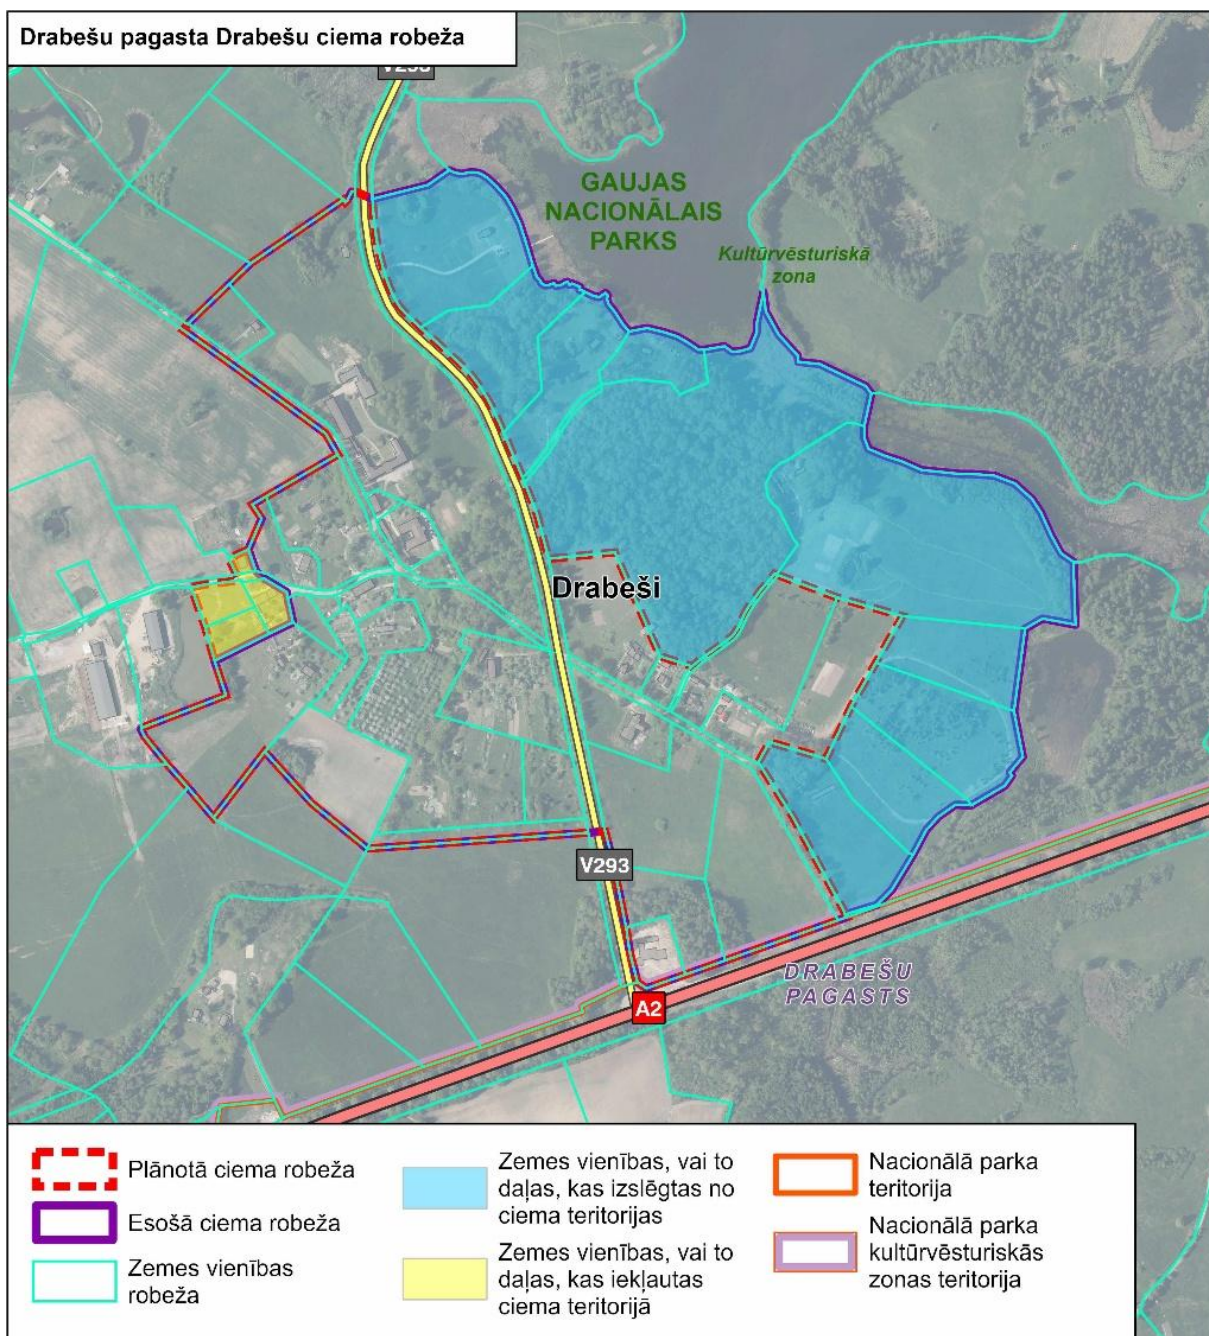 Drabešu pagasta Drabešu ciema robeža
V293
GAUJAS
NACIONĀLAIS
PARKS
Kultūrvēsturiskā
zona
Drabeši
V293
DRABEŠU
PAGASTS
A2
Plānotā ciema robeža
Esošā ciema robeža
Zemes vienības
robeža
Zemes vienības, vai to
daļas, kas izslēgtas no
ciema teritorijas
Zemes vienības, vai to
daļas, kas iekļautas
ciema teritorijā
Nacionālā parka
teritorija
Nacionālā parka
kultūrvēsturiskās
zonas teritorija